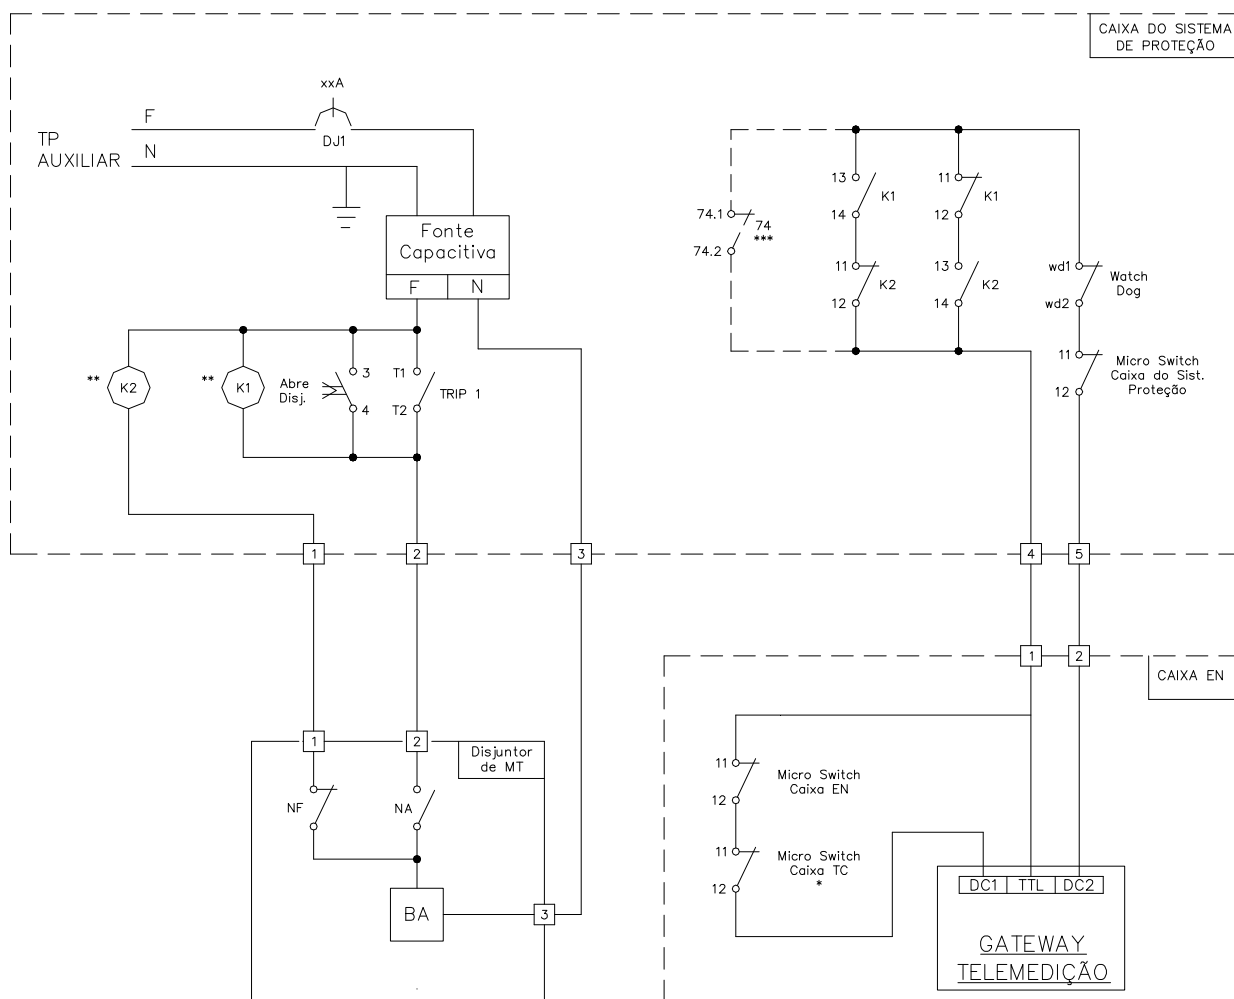 CAIXA DO SISTEMA
DE PROTEÇÃO
xxA
F
DJ1
TP
AUXILIAR
N
Fonte
Capacitiva
F
N
** K2
** K1
Abre
Disj.
3
4
T1
T2
TRIP 1
74.1
74.2
74
***
13
14
K1
11
12
K2
11
12
K1
13
14
K2
wd1
wd2
Watch
Dog
11
12
Micro Switch
Caixa do Sist.
Proteção
1
2
3
4
5
1
2
CAIXA EN
1
2
Disjuntor
de MT
NF
NA
BA
3
11
12
Micro Switch
Caixa EN
11
12
Micro Switch
Caixa TC
*
DC1
TTL
DC2
GATEWAY
TELEMEDIÇÃO